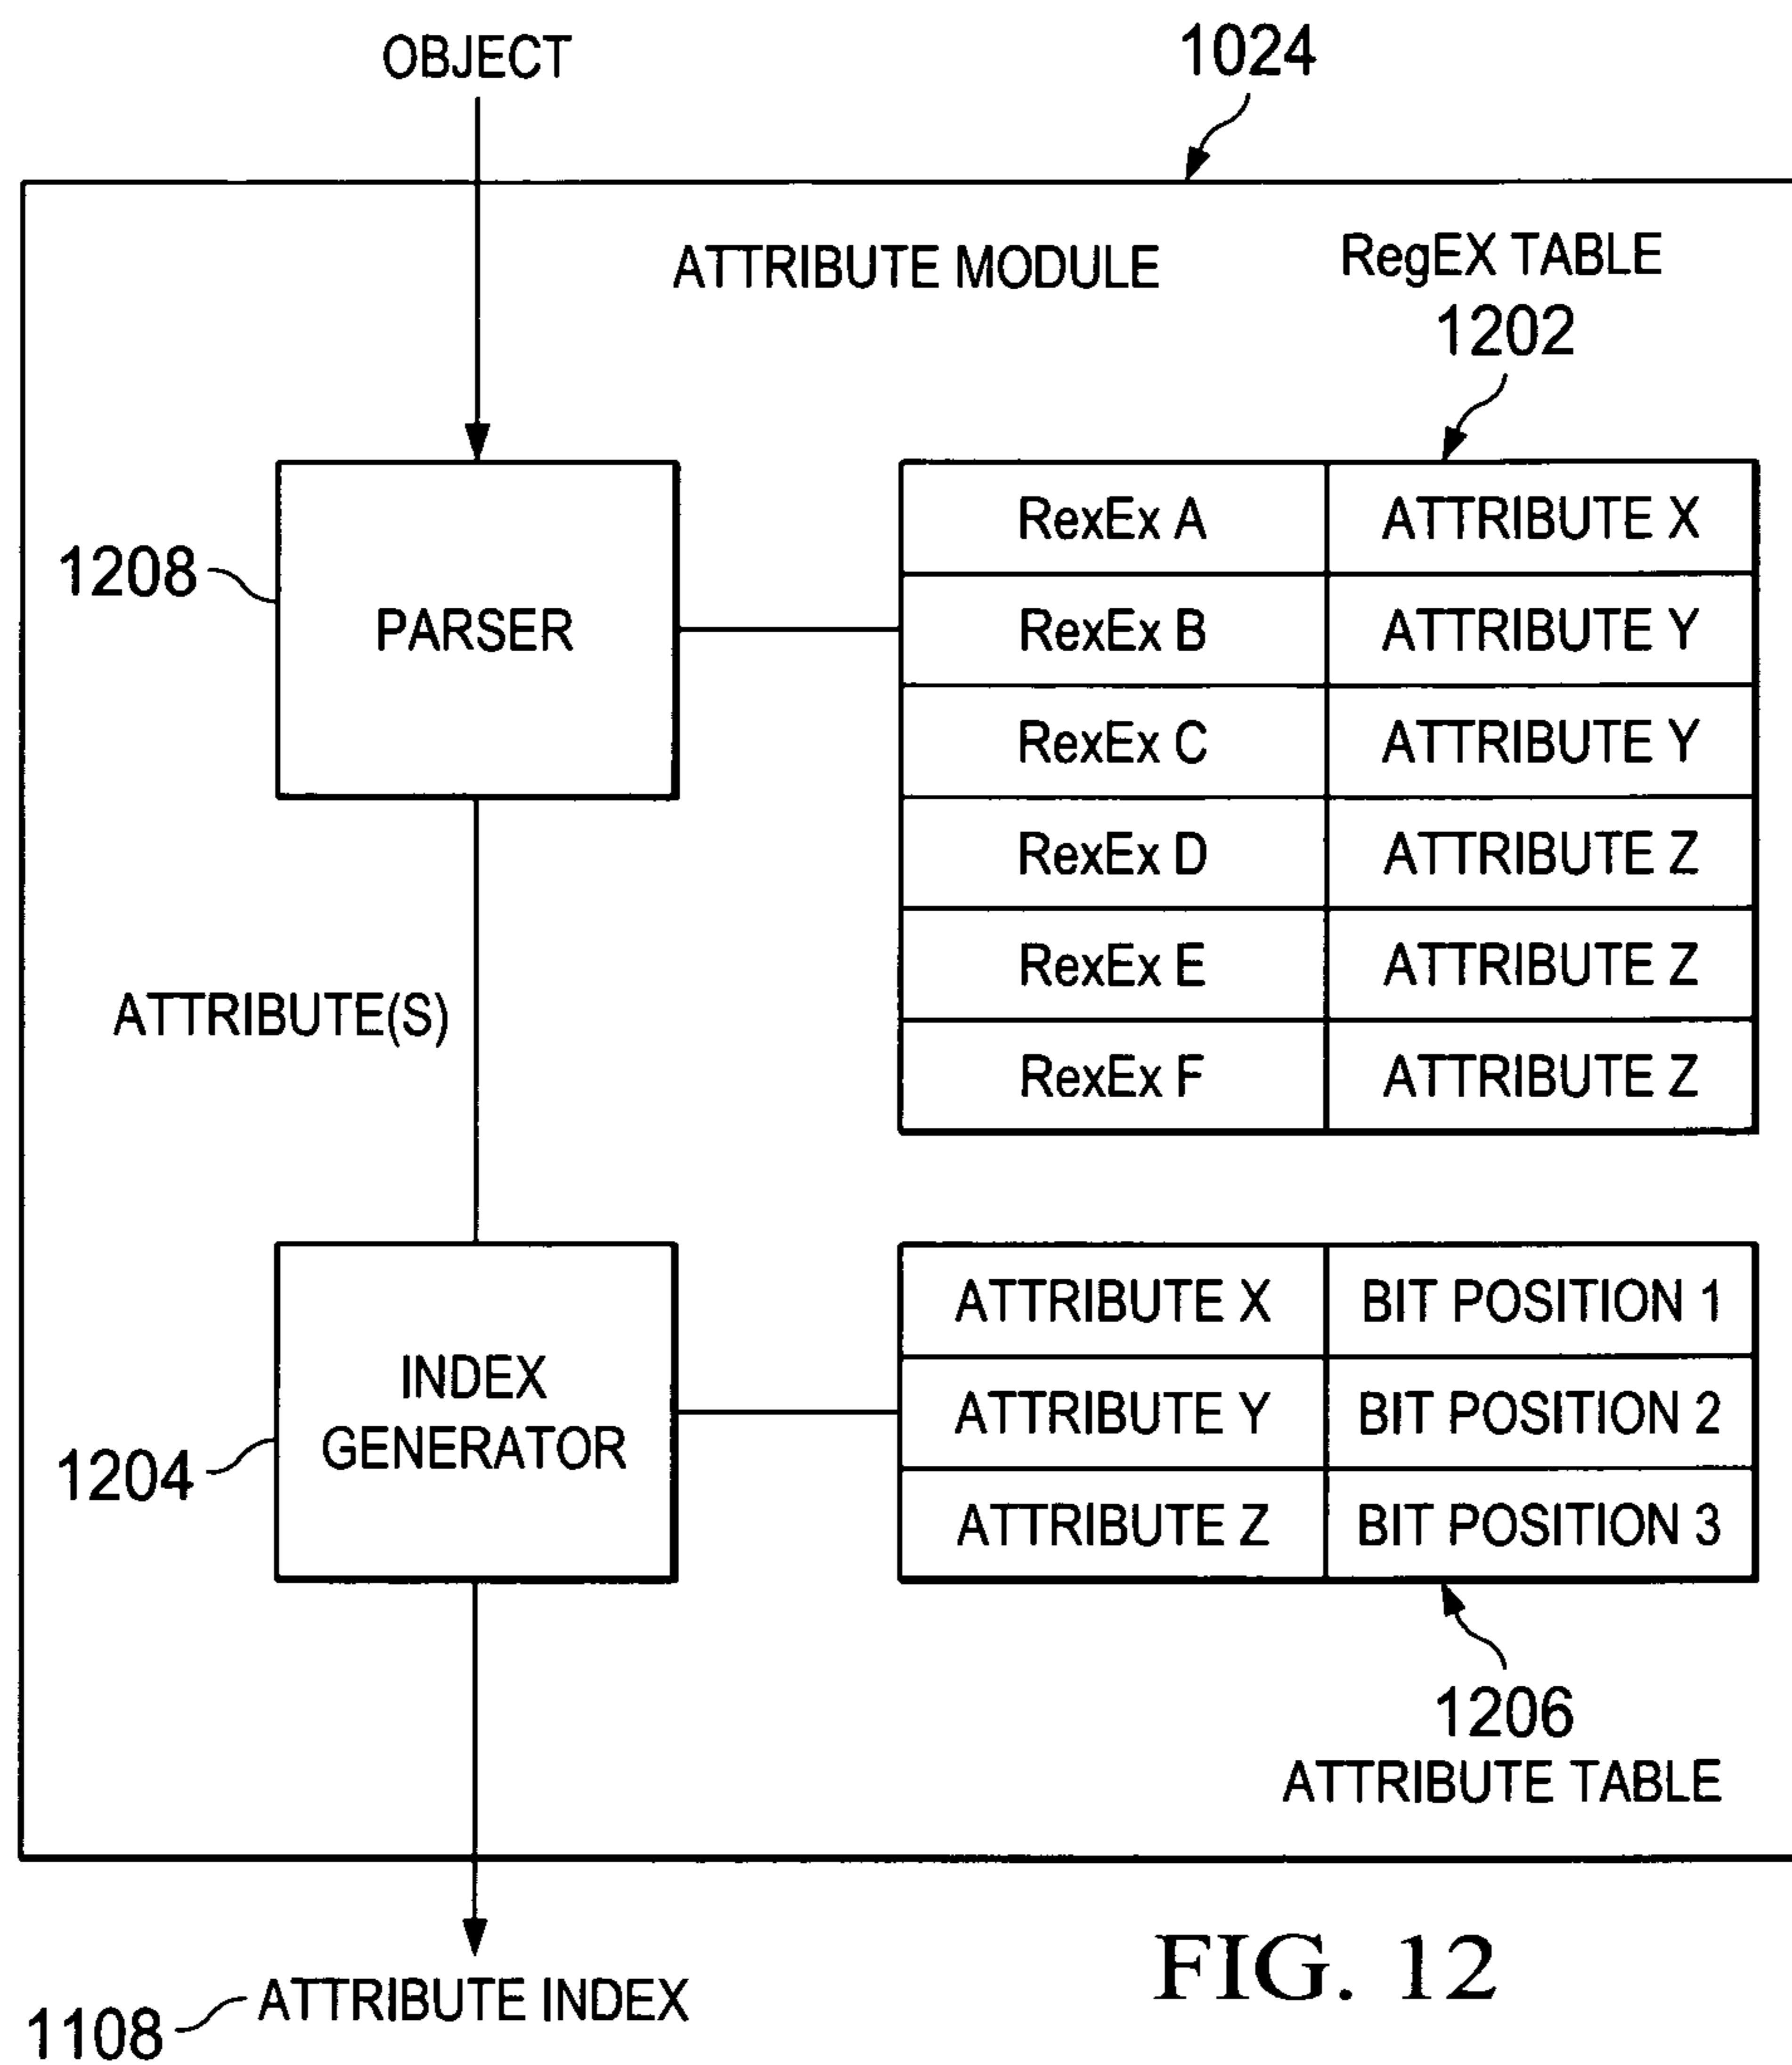 OBJECT
1024
ATTRIBUTE MODULE
RegEX TABLE
1202
1208
PARSER
RexEx A ATTRIBUTE X
RexEx B ATTRIBUTE Y
RexEx C ATTRIBUTE Y
RexEx D ATTRIBUTE Z
RexEx E ATTRIBUTE Z
RexEx F ATTRIBUTE Z
ATTRIBUTE(S)
1204
INDEX
GENERATOR
ATTRIBUTE X BIT POSITION 1
ATTRIBUTE Y BIT POSITION 2
ATTRIBUTE Z BIT POSITION 3
1206
ATTRIBUTE TABLE
1108
ATTRIBUTE INDEX
FIG. 12